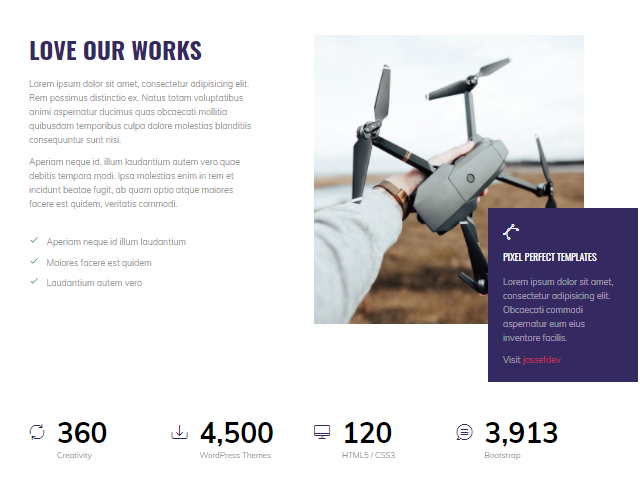 LOVE OUR WORKS
Lorem ipsum dolor sit amet, consectetur adipisicing elit.
Rem possimus distinctio ex. Natus totam voluptatibus
animi aspernatur ducimus quas obcaecati mollitia
quibusdam temporibus culpa dolore molestias blanditiis
consequuntur sunt nisi.
Aperiam neque id, illum laudantium autem vero quae
debitis tempora modi. Ipsa molestias enim in rem et
incidunt beatae fugit, ab quam optio atque maiores
facere est quidem, veritatis commodi.
Aperiam neque id illum laudantium
Maiores facere est quidem
Laudantium autem vero
PIXEL PERFECT TEMPLATES
Lorem ipsum dolor sit amet,
consectetur adipisicing elit.
Obcaecati commodi
aspernatur eum eius
inventore facilis.
Visit jossefdev
360
Creativity
4,500
WordPress Themes
120
HTML5 / CSS3
3,913
Bootstrap